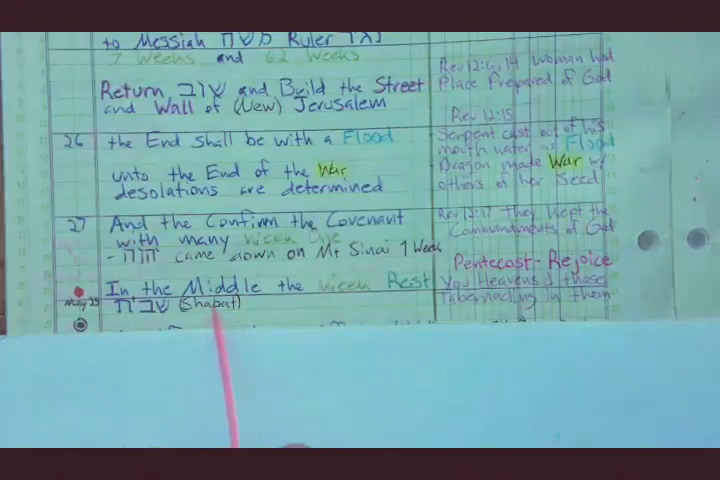 to Messiah משח Ruler נגד
7 Weeks and 62 Weeks
Return שוב and Build the Street
and Wall of (New) Jerusalem
26 the End Shall be with a Flood
unto the End of the War
desolations are determined
27 And the Confirm the Covenant
with many Week One
- יהוה came down on Mt Sinai 1 Week
In the Middle the Week Rest
May 25 שבת (Shabat)
Rev 12:6,14 Woman had
Place Prepared of God
Rev 12:15
Serpent cast out of his
mouth water as Flood
Dragon made War w/
others of her Seed
Rev 12:17 They Kept the
Commandments of God
Pentecost - Rejoice
You Heavens & those
Tabernacling in them